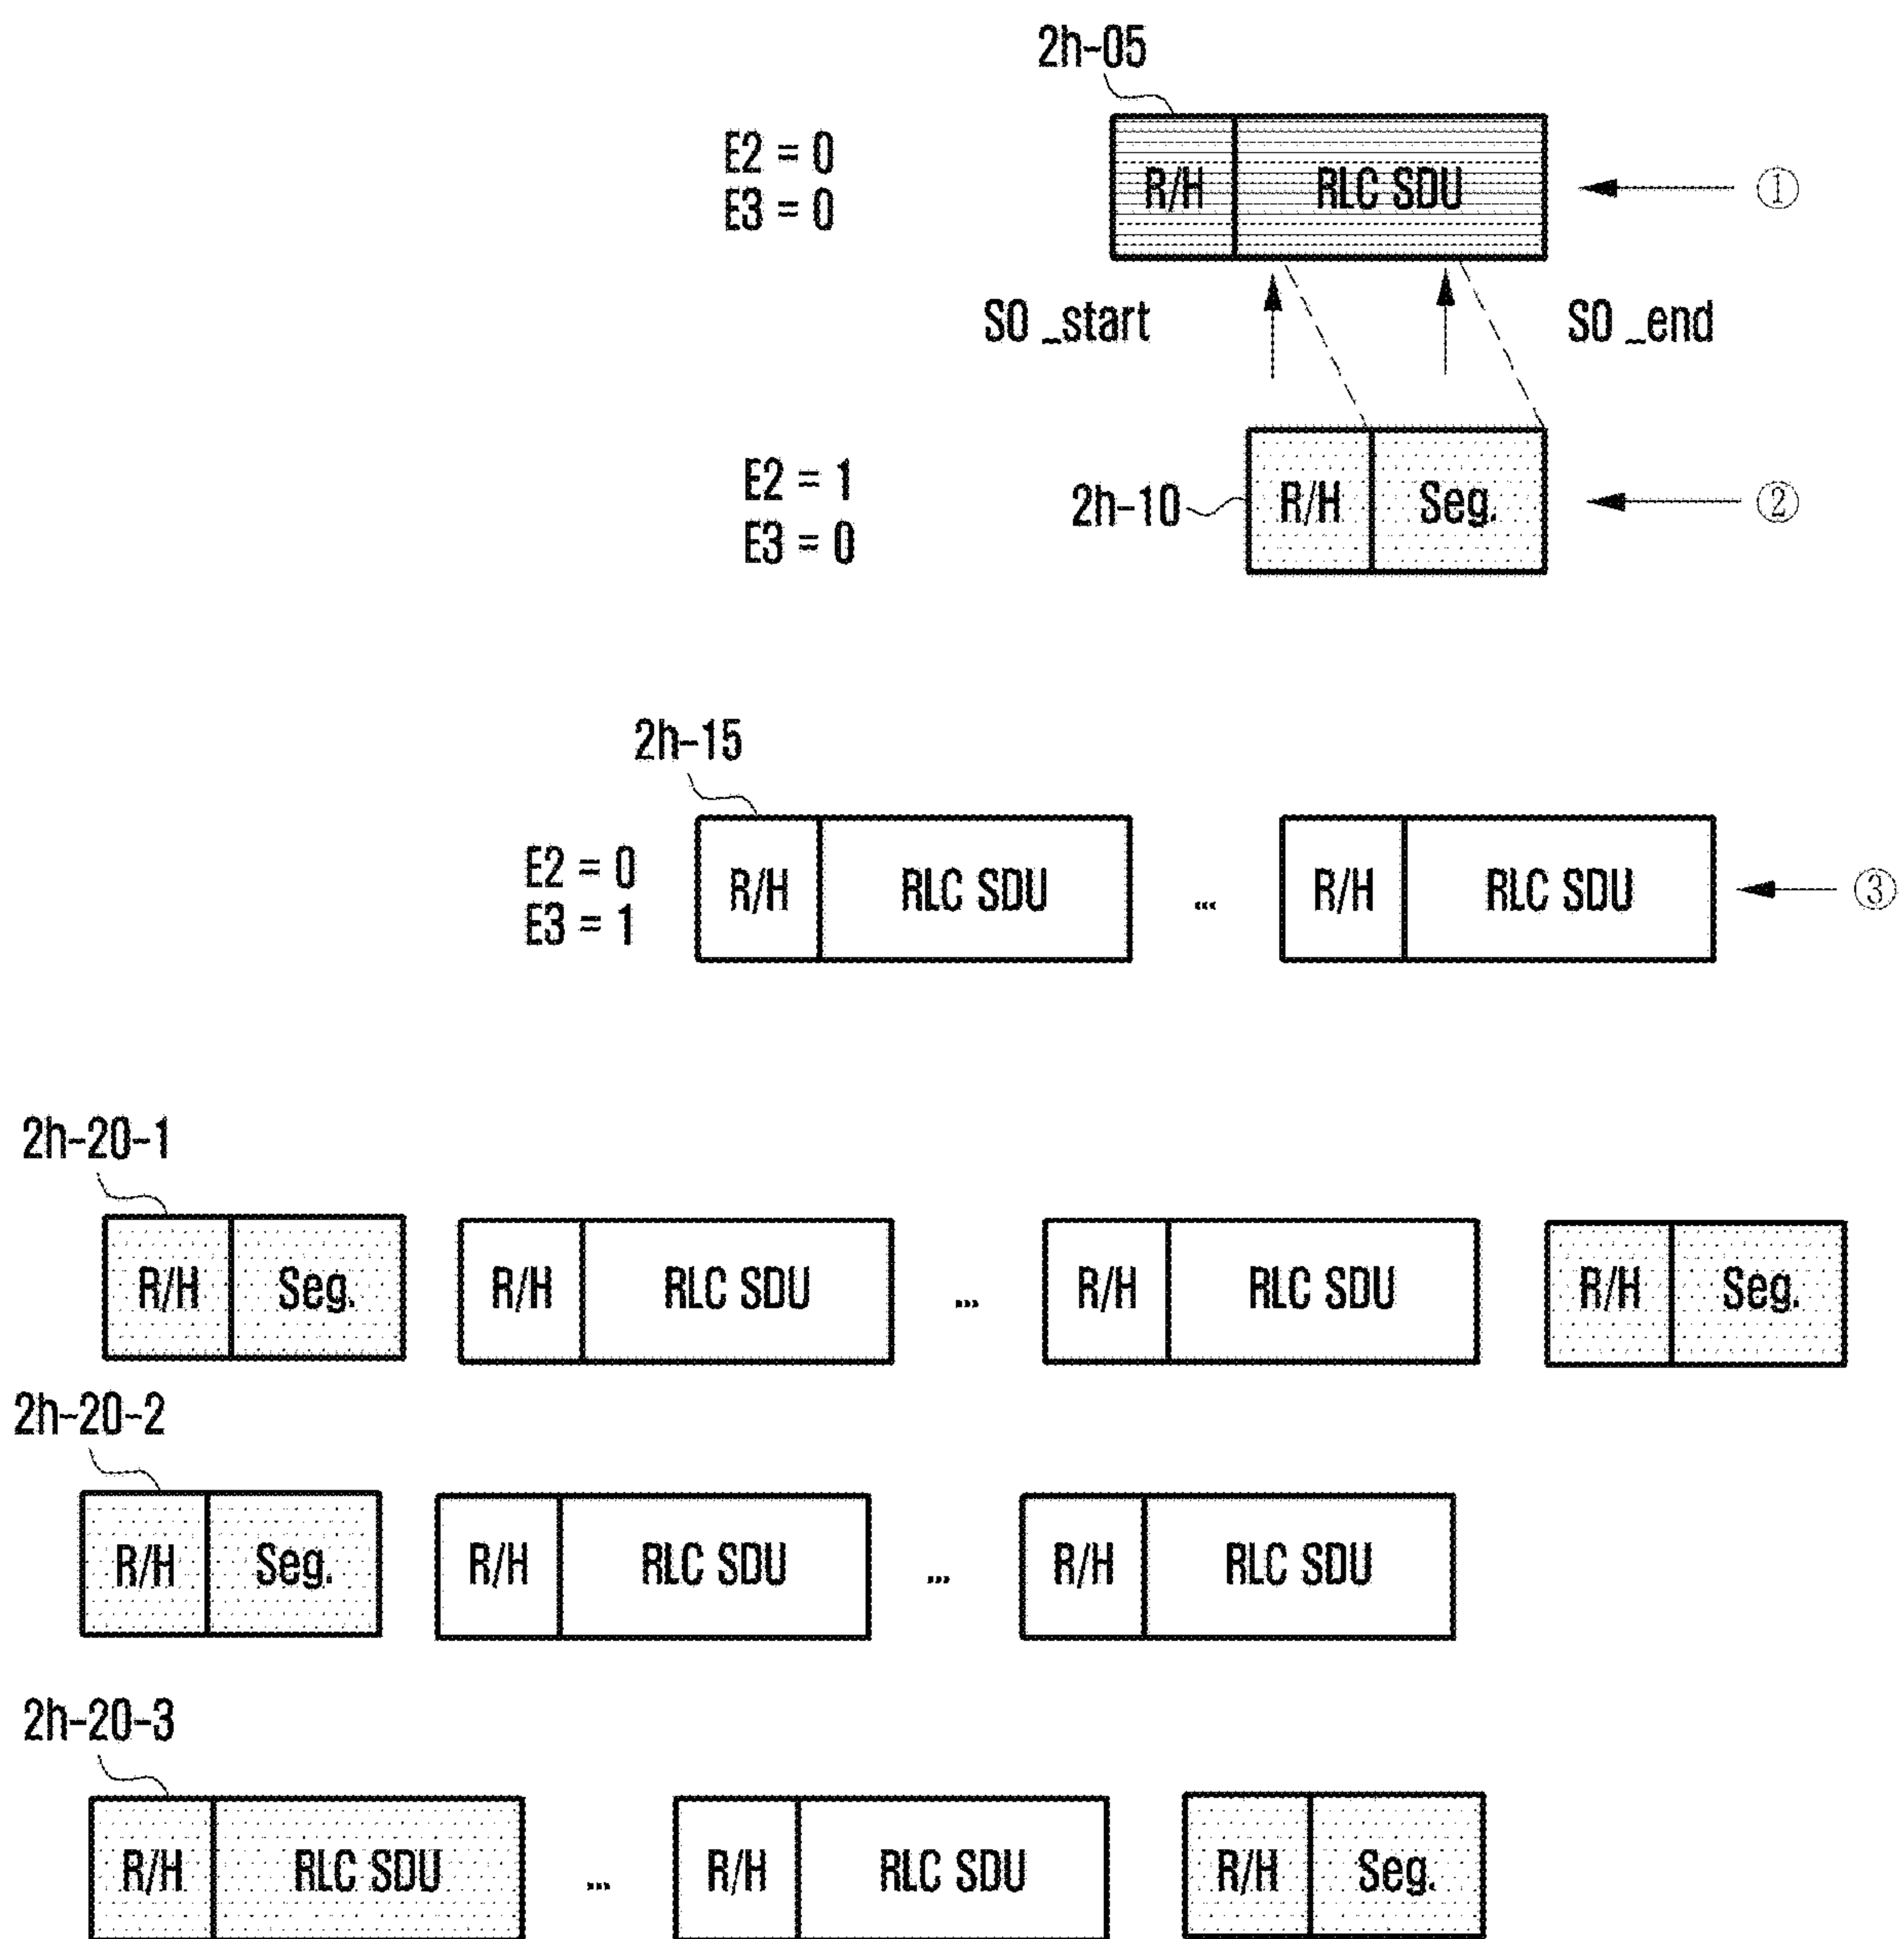 2h-05
E2 = 0
E3 = 0
R/H RLC SDU ①
SO _start SO _end
E2 = 1
E3 = 0
2h-10 R/H Seg. ②
2h-15
E2 = 0
E3 = 1
R/H RLC SDU ... R/H RLC SDU ③
2h-20-1
R/H Seg. R/H RLC SDU ... R/H RLC SDU R/H Seg.
2h-20-2
R/H Seg. R/H RLC SDU ... R/H RLC SDU
2h-20-3
R/H RLC SDU ... R/H RLC SDU R/H Seg.